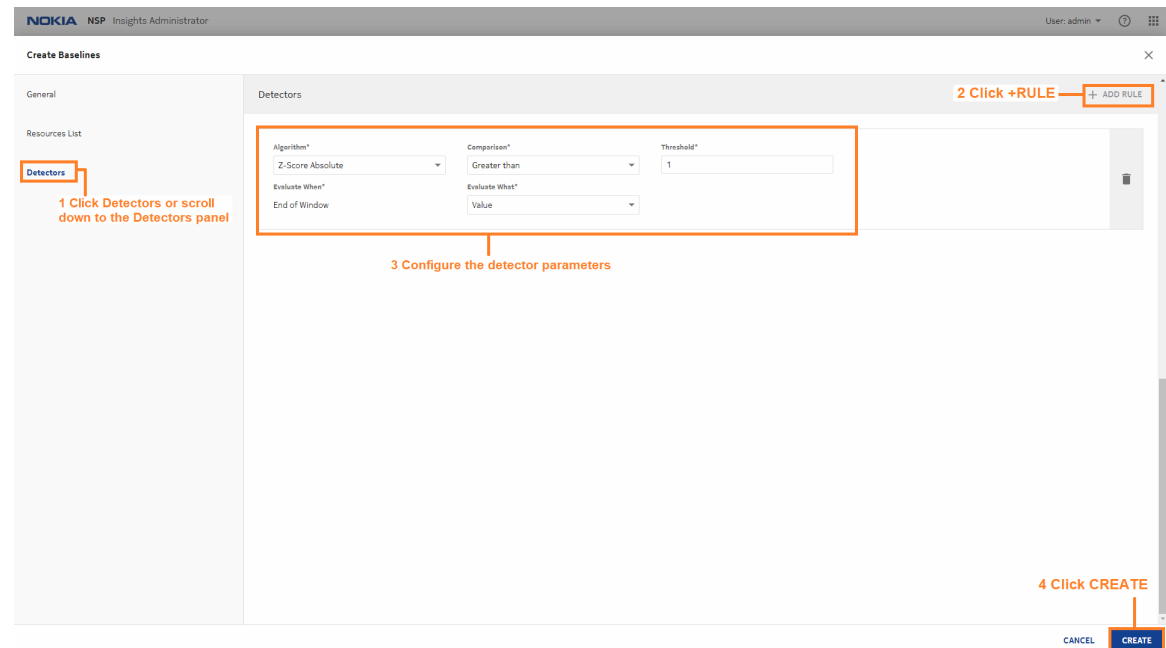 NOKIA NSP Insights Administrator
User: admin
Create Baselines
General
Resources List
Detectors
1 Click Detectors or scroll
down to the Detectors panel
Detectors
2 Click +RULE
+ ADD RULE
Algorithm* Comparison* Threshold*
Z-Score Absolute Greater than 1
Evaluate When* Evaluate What*
End of Window Value
3 Configure the detector parameters
4 Click CREATE
CANCEL CREATE